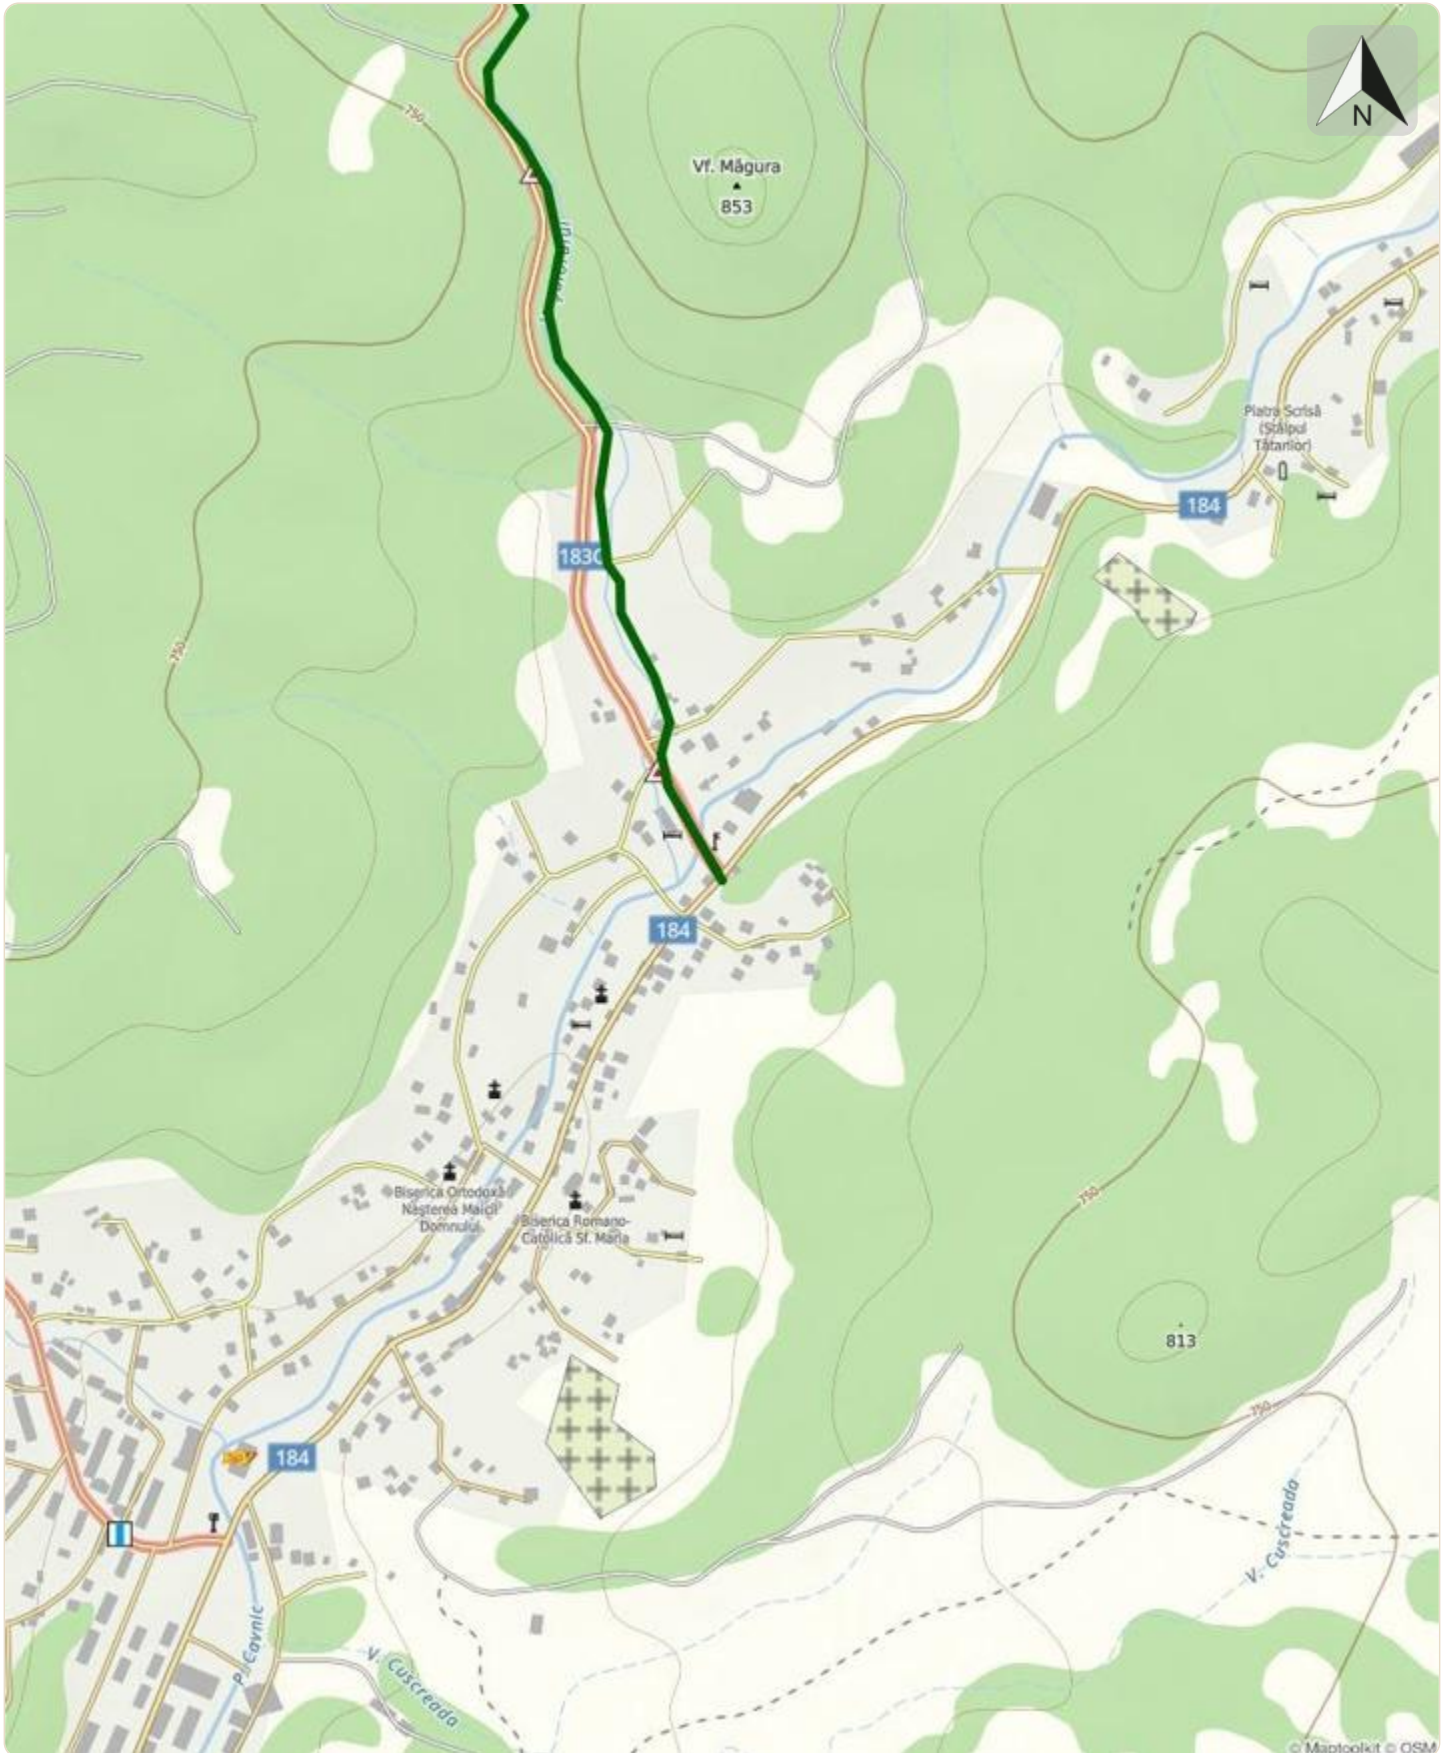 N
750
Vf. Măgura
853
Piatra Scrisă
(Stâlpul
Tătarilor)
184
183C
750
184
Biserica Ortodoxă
Nașterea Maicii
Domnului
Biserica Romano-
Catolică Sf. Maria
750
813
750
184
V. Cuscreada
P. Cavnic
V. Cuscreada
© Maptoolkit © OSM